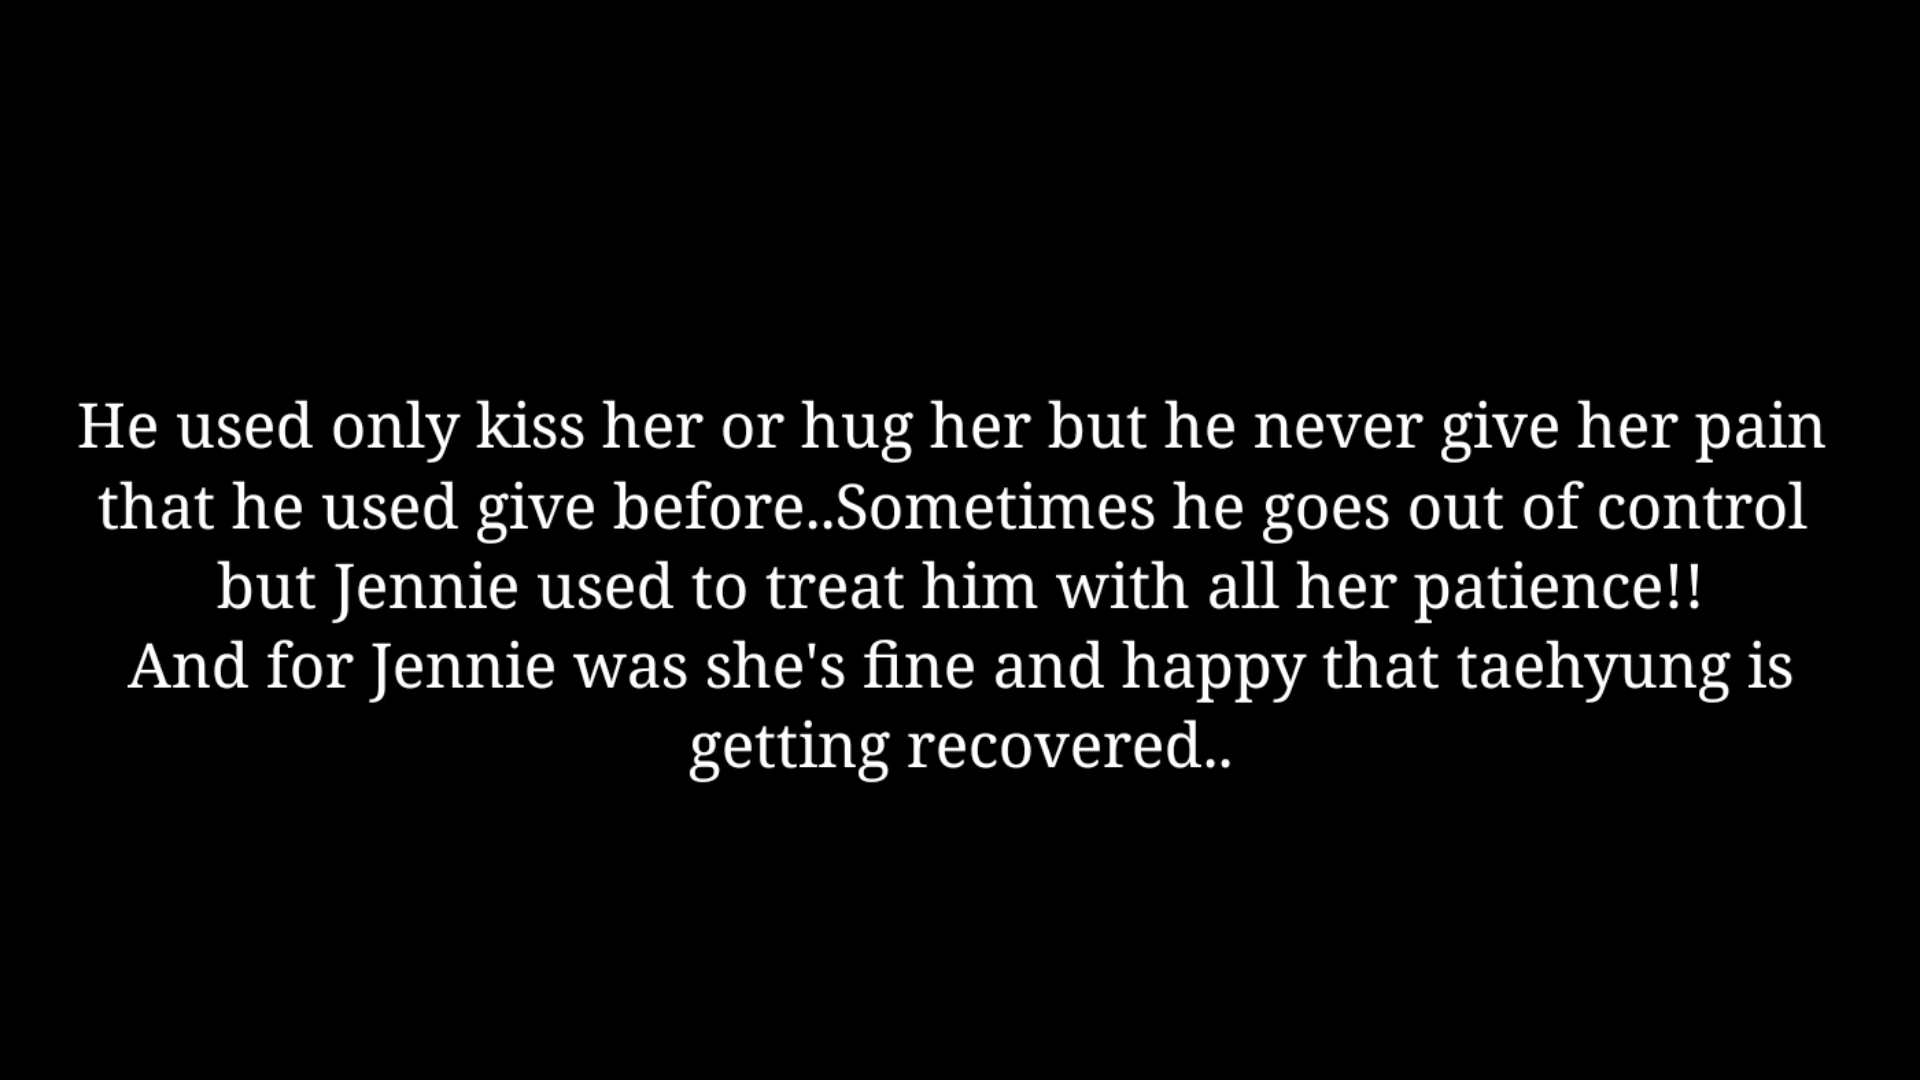 He used only kiss her or hug her but he never give her pain
that he used give before..Sometimes he goes out of control
but Jennie used to treat him with all her patience!!
And for Jennie was she's fine and happy that taehyung is
getting recovered..